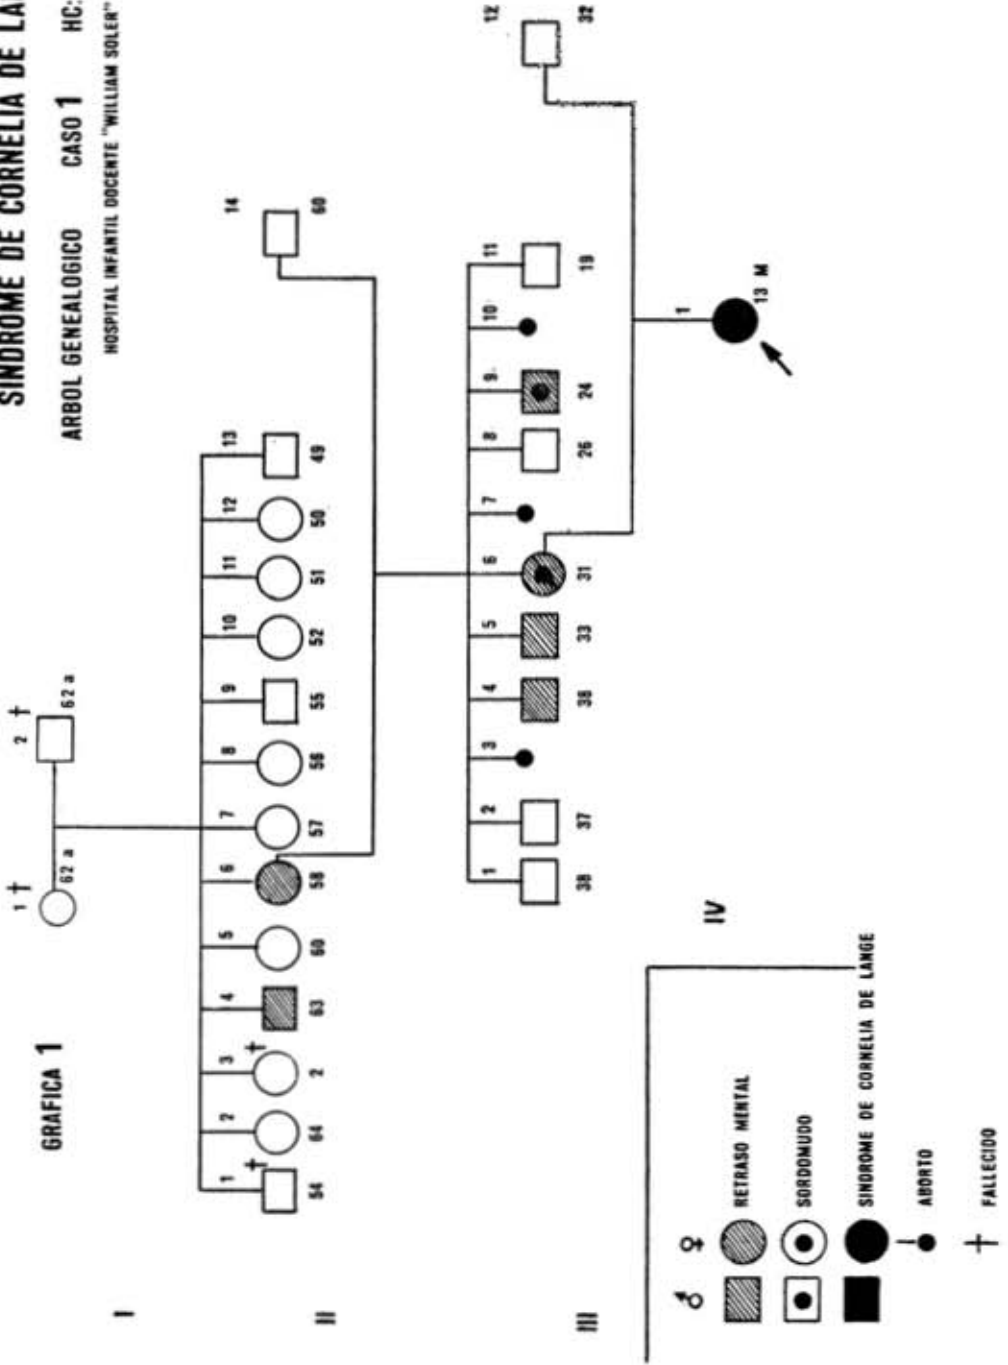 SINDROME DE CORNELIA DE LA
ARBOL GENEALOGICO CASO 1 HC:
HOSPITAL INFANTIL DOCENTE "WILLIAM SOLER"
GRAFICA 1
1 2
62 a 62 a
I
1 2 3 4 5 6 7 8 9 10 11 12 13 14
II
54 64 2 63 60 58 57 56 55 52 51 50 49 60
1 2 3 4 5 6 7 8 9 10 11 12
III
38 37 36 33 31 26 24 19 32
1
IV
13 M
♂ ♀
RETRASO MENTAL
SORDOMUDO
SINDROME DE CORNELIA DE LANGE
ABORTO
FALLECIDO